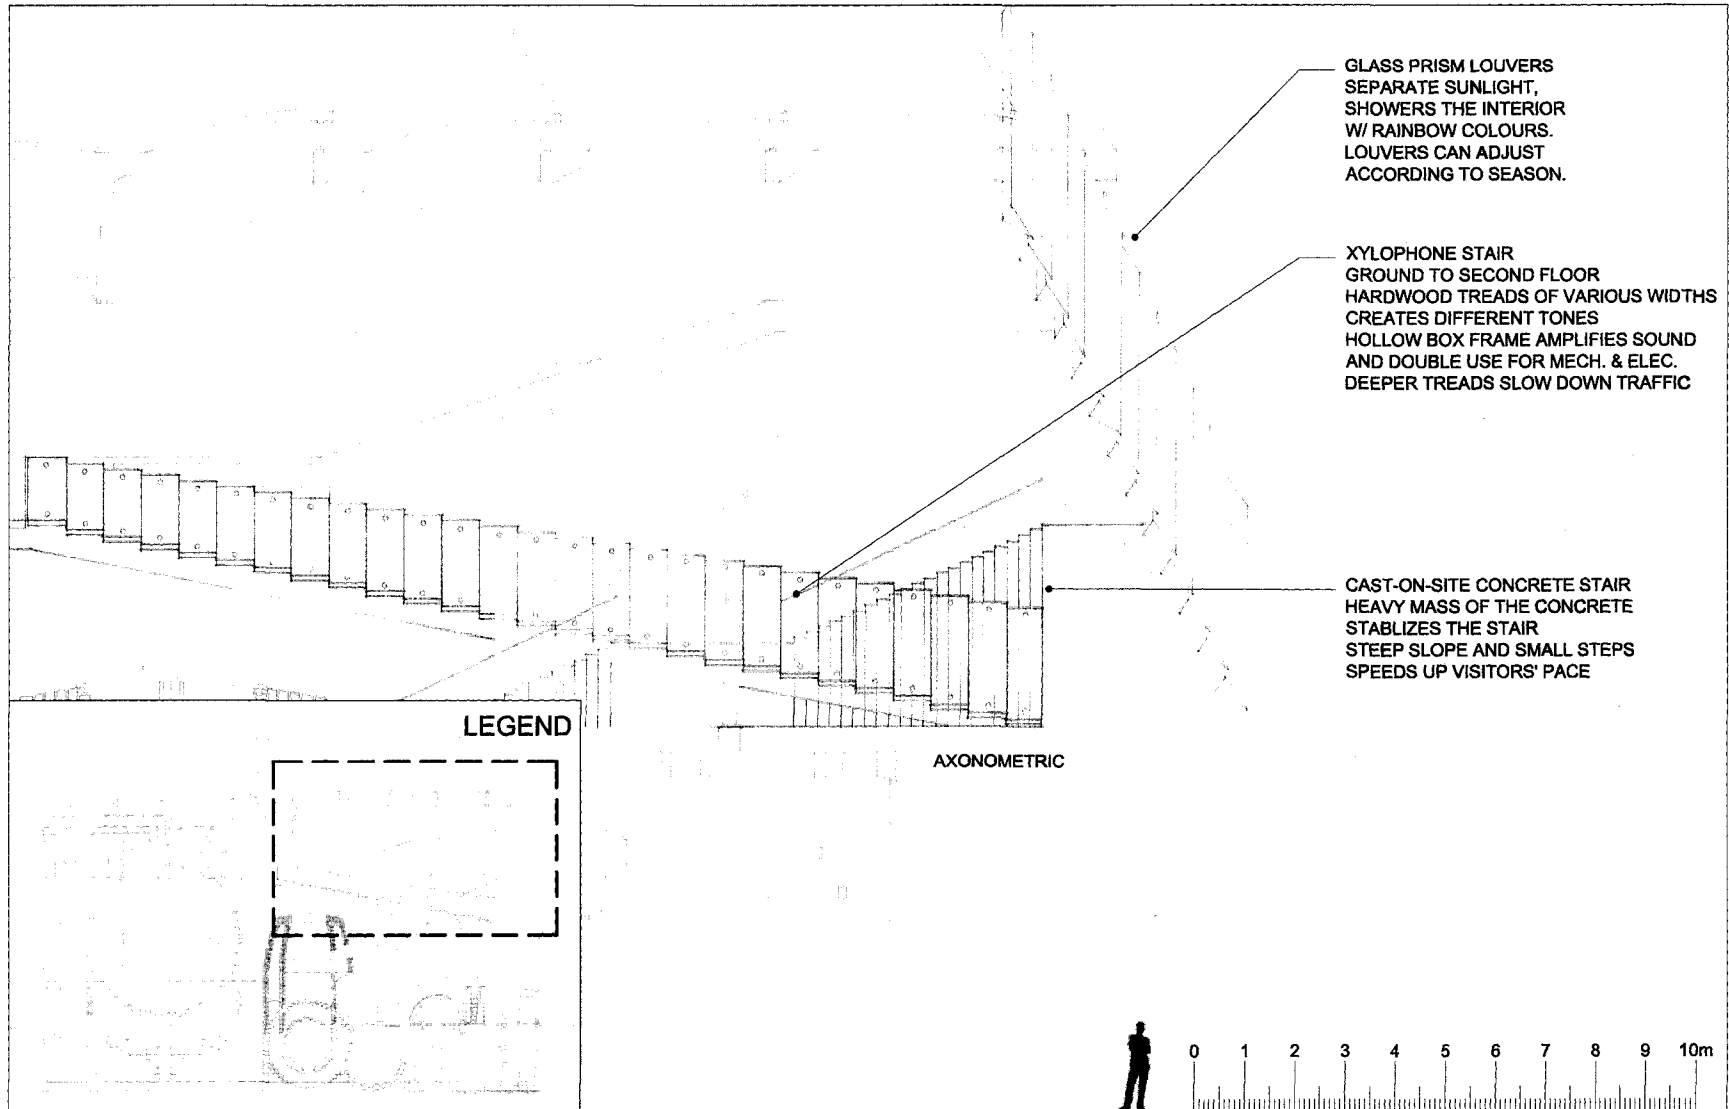 GLASS PRISM LOUVERS
SEPARATE SUNLIGHT,
SHOWERS THE INTERIOR
W/ RAINBOW COLOURS.
LOUVERS CAN ADJUST
ACCORDING TO SEASON.
XYLOPHONE STAIR
GROUND TO SECOND FLOOR
HARDWOOD TREADS OF VARIOUS WIDTHS
CREATES DIFFERENT TONES
HOLLOW BOX FRAME AMPLIFIES SOUND
AND DOUBLE USE FOR MECH. & ELEC.
DEEPER TREADS SLOW DOWN TRAFFIC
CAST-ON-SITE CONCRETE STAIR
HEAVY MASS OF THE CONCRETE
STABLIZES THE STAIR
STEEP SLOPE AND SMALL STEPS
SPEEDS UP VISITORS' PACE
LEGEND
AXONOMETRIC
0 1 2 3 4 5 6 7 8 9 10m